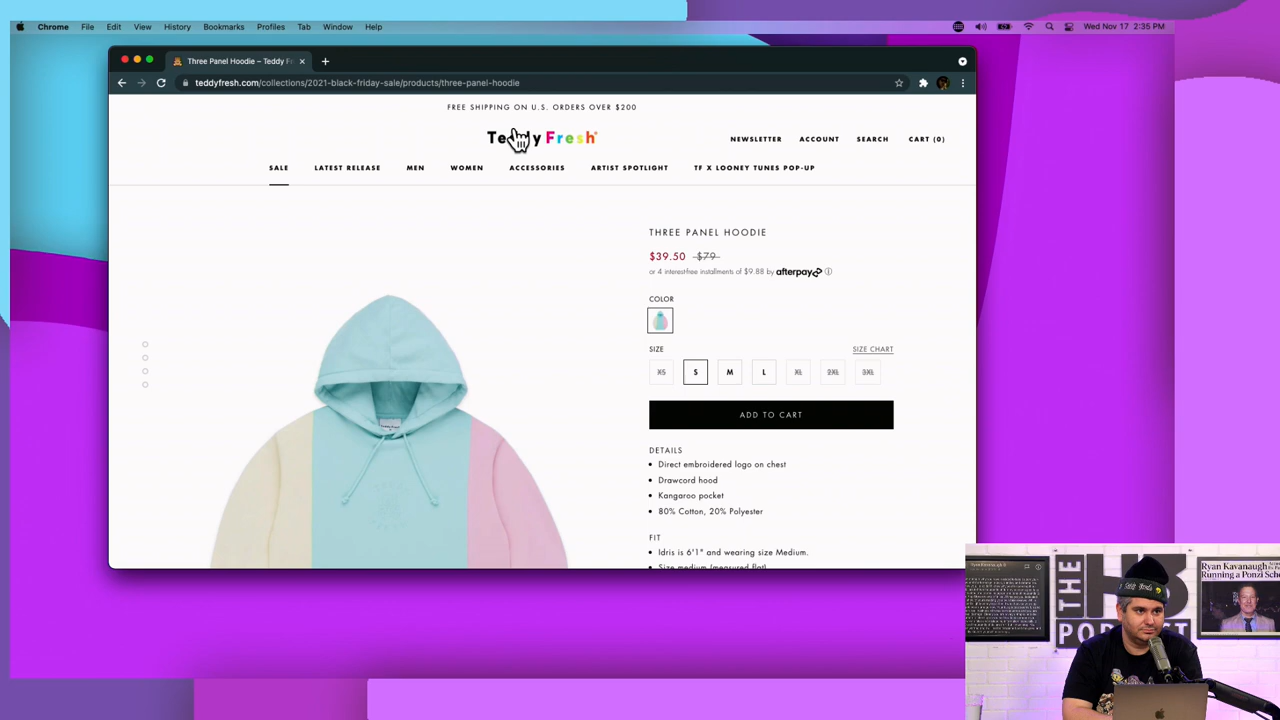 Chrome File Edit View History Bookmarks Profiles Tab Window Help
Wed Nov 17 2:35 PM
Three Panel Hoodie – Teddy Fr
teddyfresh.com/collections/2021-black-friday-sale/products/three-panel-hoodie
FREE SHIPPING ON U.S. ORDERS OVER $200
Teddy Fresh
NEWSLETTER ACCOUNT SEARCH CART (0)
SALE LATEST RELEASE MEN WOMEN ACCESSORIES ARTIST SPOTLIGHT TF X LOONEY TUNES POP-UP
THREE PANEL HOODIE
$39.50 $79
or 4 interest-free installments of $9.88 by afterpay
COLOR
SIZE SIZE CHART
XS S M L XL 2XL 3XL
ADD TO CART
DETAILS
• Direct embroidered logo on chest
• Drawcord hood
• Kangaroo pocket
• 80% Cotton, 20% Polyester
FIT
• Idris is 6'1" and wearing size Medium.
• Size medium (measured flat)
THE
PODCAST
Ryan Kavanaugh
Running a Ponzi Sche